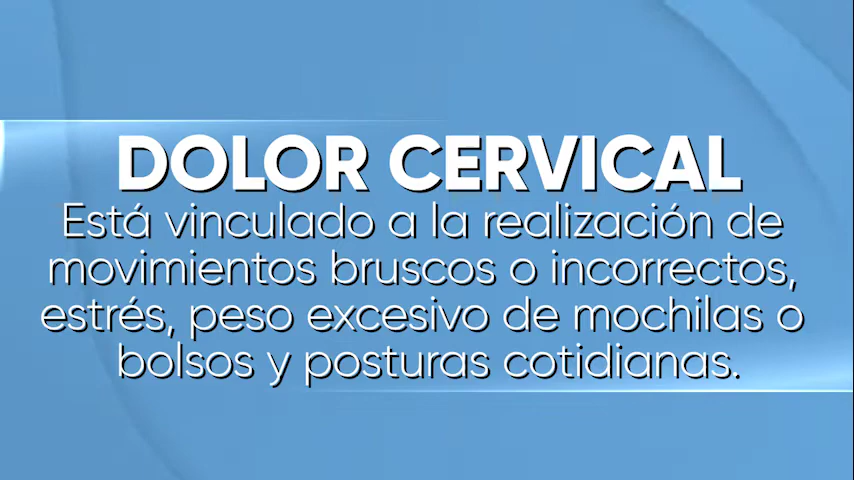 DOLOR CERVICAL
Está vinculado a la realización de
movimientos bruscos o incorrectos,
estrés, peso excesivo de mochilas o
bolsos y posturas cotidianas.